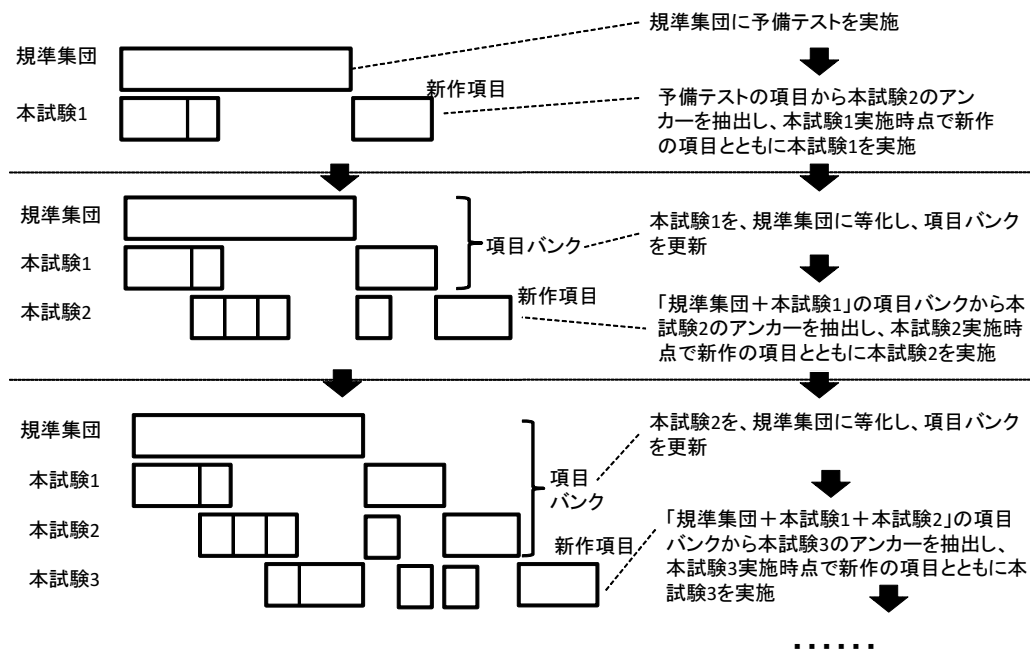 規準集団に予備テストを実施
規準集団
新作項目
本試験1
予備テストの項目から本試験2のアン
カーを抽出し、本試験1実施時点で新作
の項目とともに本試験1を実施
規準集団
本試験1を、規準集団に等化し、項目バンク
を更新
項目バンク
本試験1
新作項目
本試験2
「規準集団＋本試験1」の項目バンクから本
試験2のアンカーを抽出し、本試験2実施時
点で新作の項目とともに本試験2を実施
規準集団
本試験2を、規準集団に等化し、項目バンク
を更新
本試験1
項目
バンク
本試験2
新作項目
本試験3
「規準集団＋本試験1＋本試験2」の項目
バンクから本試験3のアンカーを抽出し、
本試験3実施時点で新作の項目とともに本
試験3を実施
......